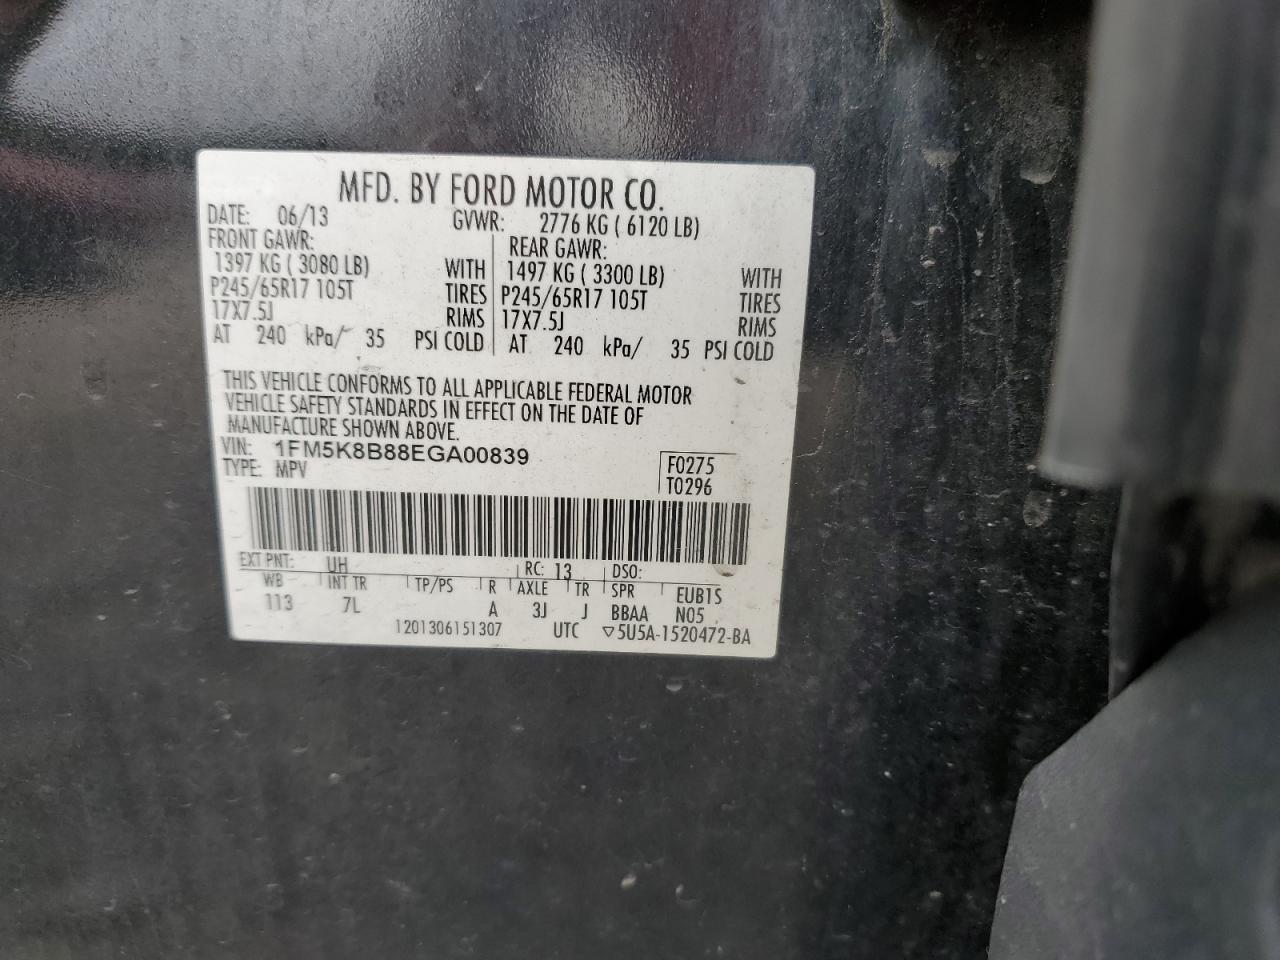 MFD. BY FORD MOTOR CO.
DATE: 06/13 GVWR: 2776 KG ( 6120 LB)
FRONT GAWR: REAR GAWR:
1397 KG ( 3080 LB) WITH 1497 KG ( 3300 LB) WITH
P245/65R17 105T TIRES P245/65R17 105T TIRES
17X7.5J RIMS 17X7.5J RIMS
AT 240 kPa/ 35 PSI COLD AT 240 kPa/ 35 PSI COLD
THIS VEHICLE CONFORMS TO ALL APPLICABLE FEDERAL MOTOR
VEHICLE SAFETY STANDARDS IN EFFECT ON THE DATE OF
MANUFACTURE SHOWN ABOVE.
VIN: 1FM5K8B88EGA00839 F0275
TYPE: MPV T0296
EXT PNT: UH RC: 13 DSO:
WB INT TR TP/PS R AXLE TR SPR EUB1S
113 7L A 3J J BBAA N05
1201306151307 UTC ▽5U5A-1520472-BA